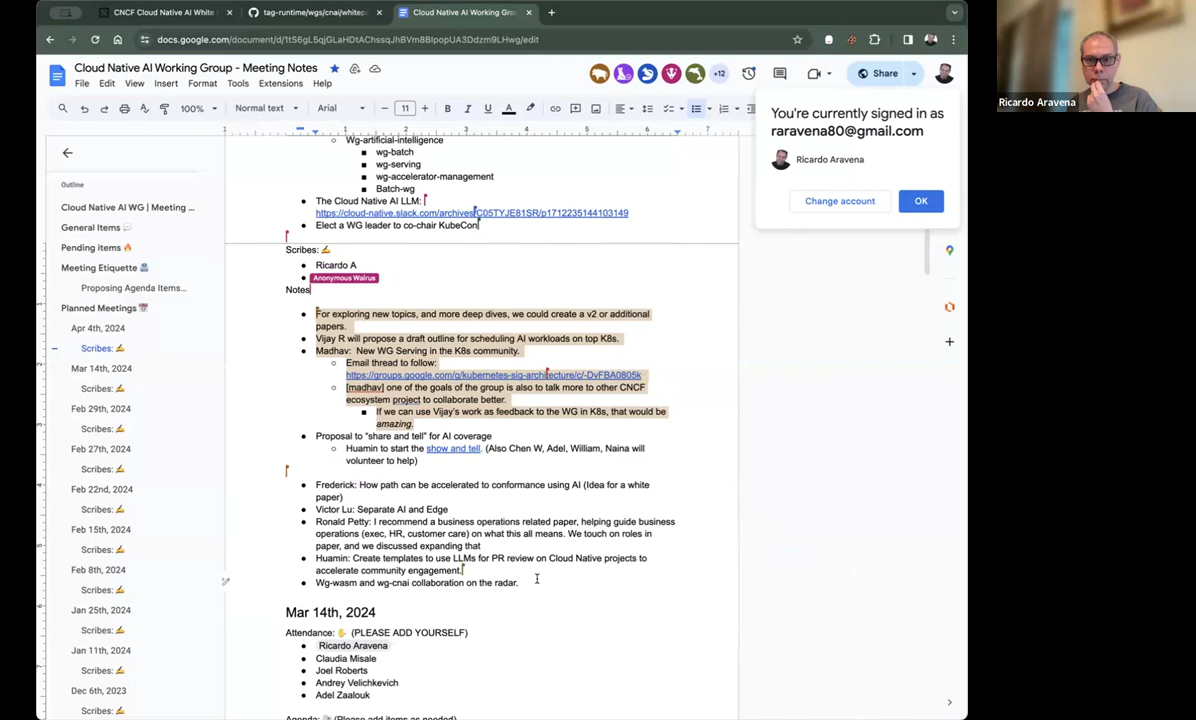 CNCF Cloud Native AI White
tag-runtime/wgs/cnai/whitepa
Cloud Native AI Working Grou
docs.google.com/document/d/1tS6gL5qjGLaHDtAChssqJhBVm8BIpopUA3Ddzm9LHwg/edit
Cloud Native AI Working Group - Meeting Notes
File Edit View Insert Format Tools Extensions Help
+12
Share
100% Normal text Arial 11 B I U A
You're currently signed in as
raravena80@gmail.com
Ricardo Aravena
Change account OK
Ricardo Aravena
1 1 2 3 4 5 6 7
Outline
Cloud Native AI WG | Meeting ...
General Items 💬
Pending items 🔥
Meeting Etiquette
Proposing Agenda Items...
Planned Meetings 📅
Apr 4th, 2024
Scribes: ✍️
Mar 14th, 2024
Scribes: ✍️
Feb 29th, 2024
Scribes: ✍️
Feb 27th, 2024
Scribes: ✍️
Feb 22nd, 2024
Scribes: ✍️
Feb 15th, 2024
Scribes: ✍️
Feb 8th, 2024
Scribes: ✍️
Jan 25th, 2024
Scribes: ✍️
Jan 11th, 2024
Scribes: ✍️
Dec 6th, 2023
Scribes: ✍️
Wg-artificial-intelligence
wg-batch
wg-serving
wg-accelerator-management
Batch-wg
The Cloud Native AI LLM:
https://cloud-native.slack.com/archives/C05TYJE81SR/p1712235144103149
Elect a WG leader to co-chair KubeCon
Scribes: ✍️
Ricardo A
Anonymous Walrus
Notes
For exploring new topics, and more deep dives, we could create a v2 or additional
papers.
Vijay R will propose a draft outline for scheduling AI workloads on top K8s.
Madhav: New WG Serving in the K8s community.
Email thread to follow:
https://groups.google.com/g/kubernetes-sig-architecture/c/-DvFBA0805k
[madhav] one of the goals of the group is also to talk more to other CNCF
ecosystem project to collaborate better.
If we can use Vijay's work as feedback to the WG in K8s, that would be
amazing.
Proposal to “share and tell” for AI coverage
Huamin to start the show and tell. (Also Chen W, Adel, William, Naina will
volunteer to help)
Frederick: How path can be accelerated to conformance using AI (Idea for a white
paper)
Victor Lu: Separate AI and Edge
Ronald Petty: I recommend a business operations related paper, helping guide business
operations (exec, HR, customer care) on what this all means. We touch on roles in
paper, and we discussed expanding that
Huamin: Create templates to use LLMs for PR review on Cloud Native projects to
accelerate community engagement.
Wg-wasm and wg-cnai collaboration on the radar.
Mar 14th, 2024
Attendance: ✋ (PLEASE ADD YOURSELF)
Ricardo Aravena
Claudia Misale
Joel Roberts
Andrey Velichkevich
Adel Zaalouk
Agenda: (Please add items as needed)